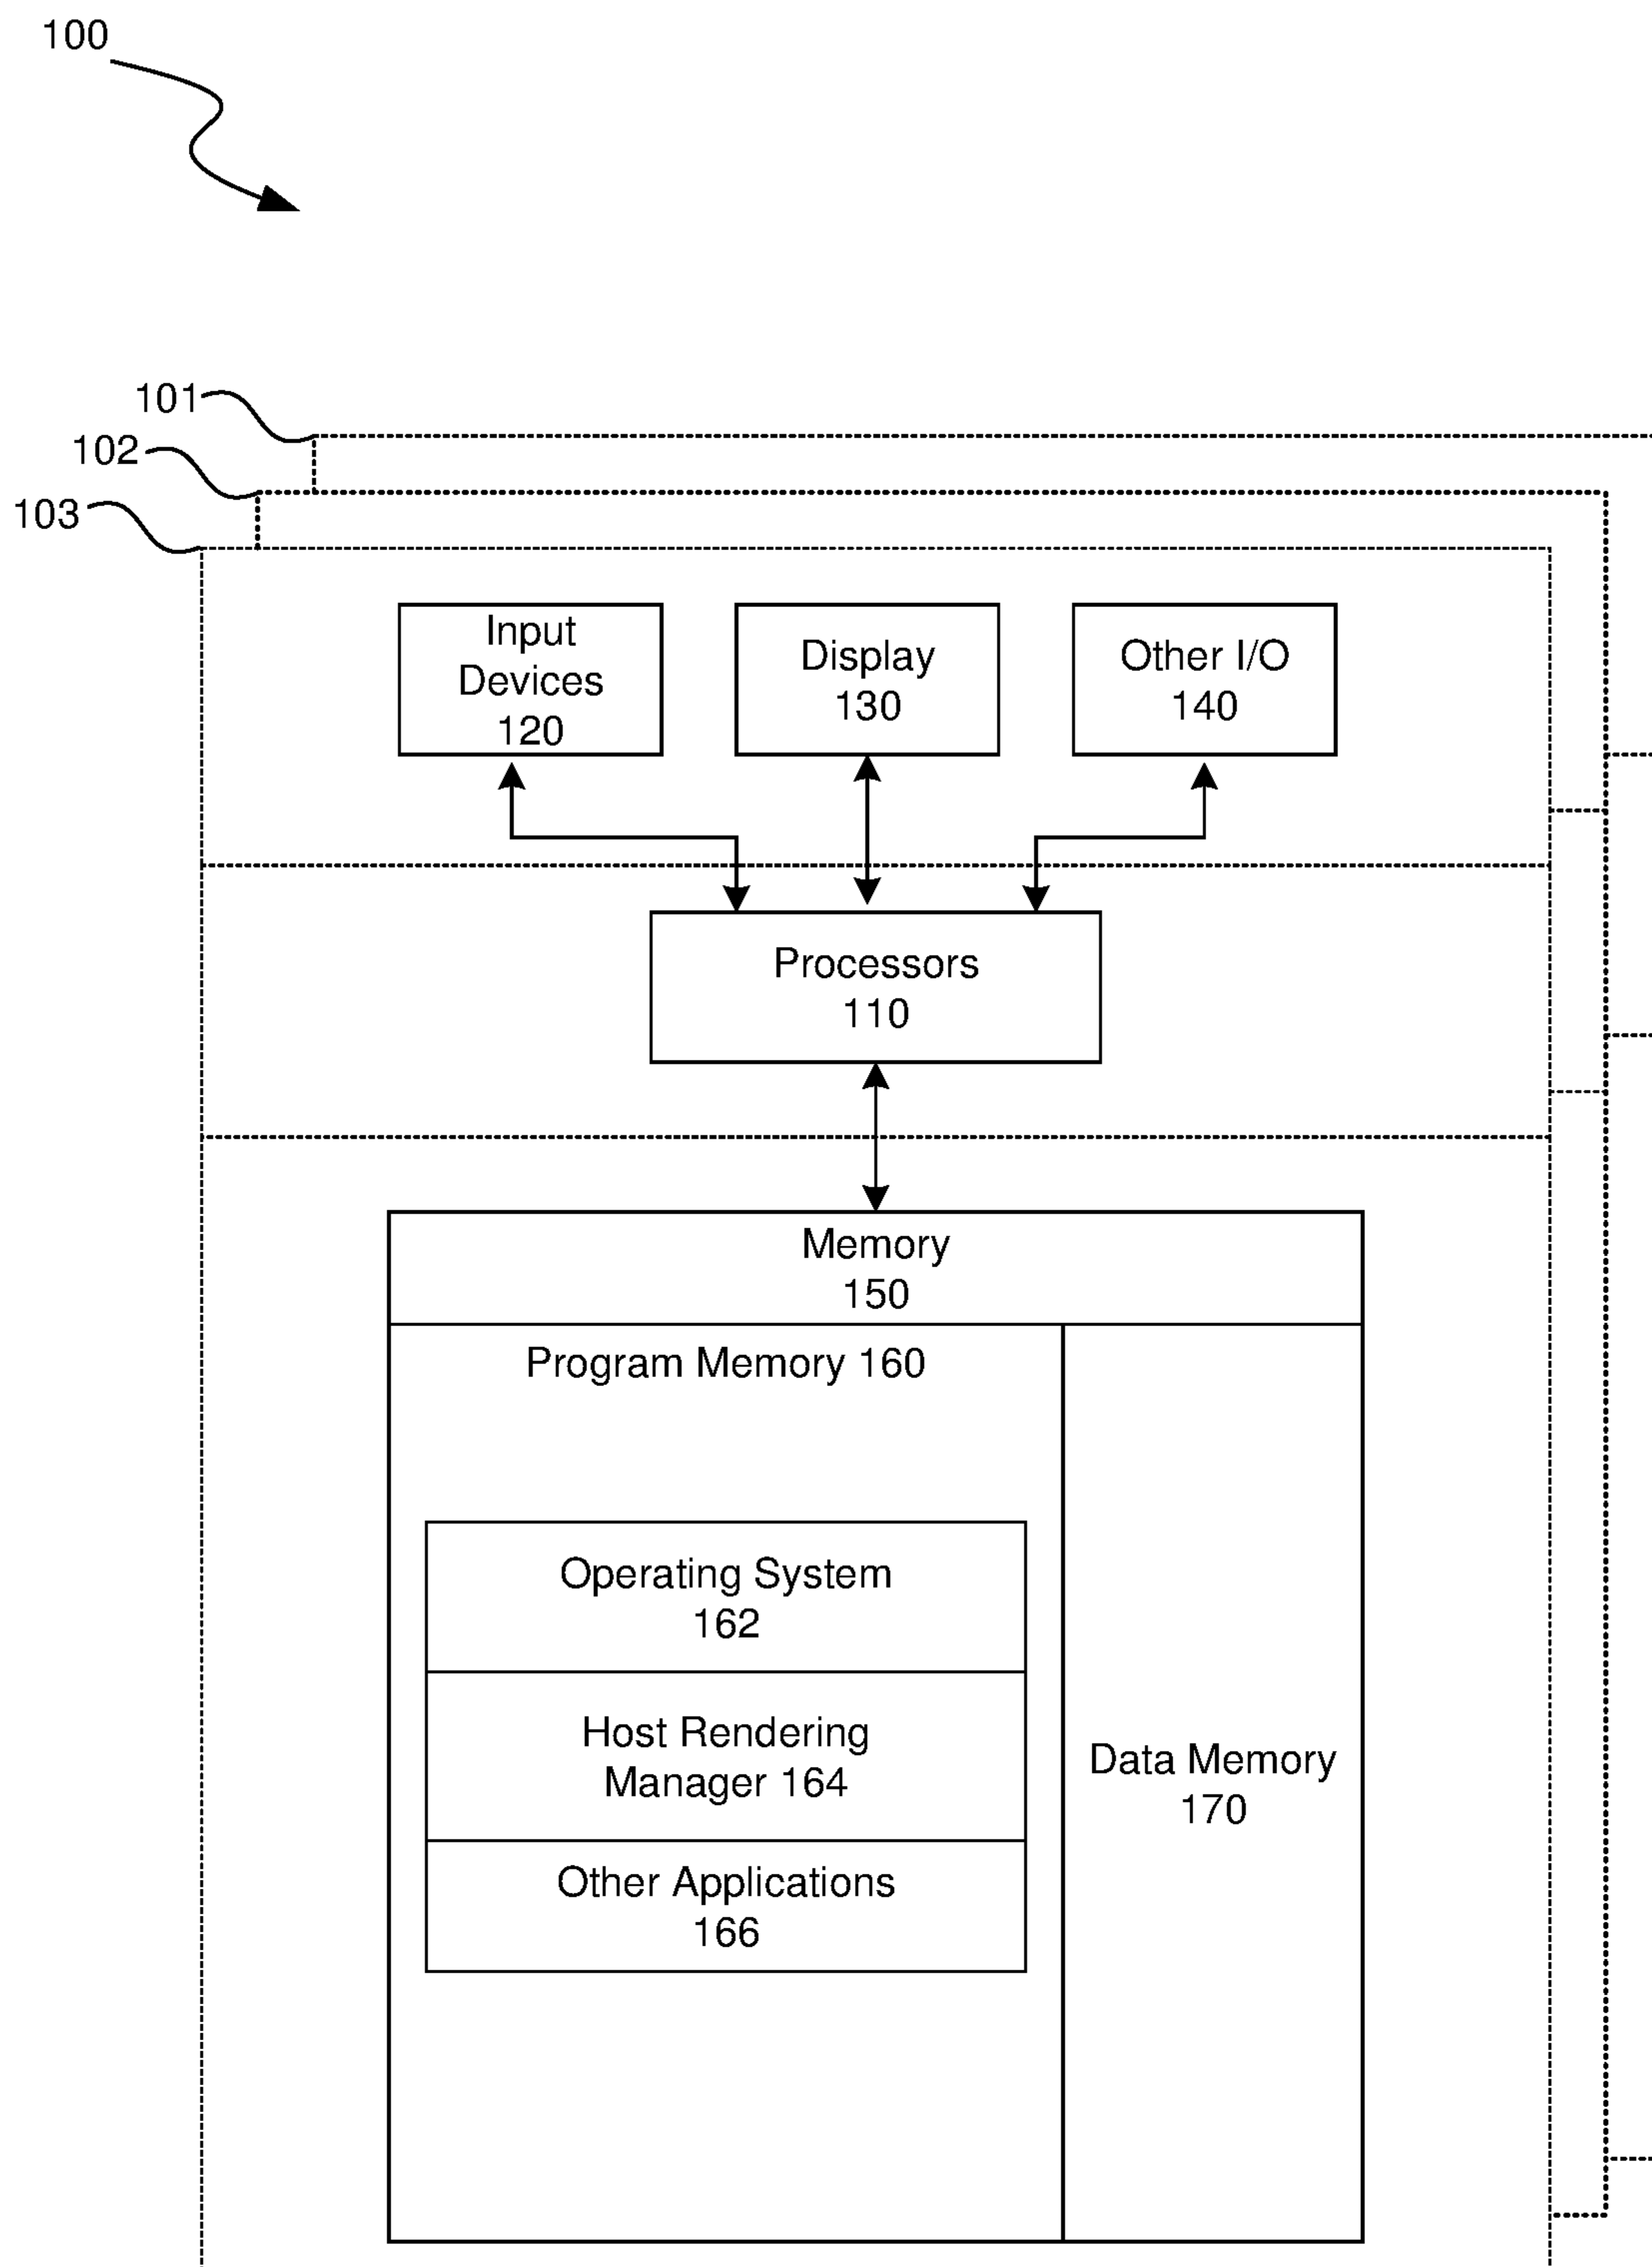 100
101
102
103
Input
Devices
120
Display
130
Other I/O
140
Processors
110
Memory
150
Program Memory 160
Operating System
162
Host Rendering
Manager 164
Other Applications
166
Data Memory
170